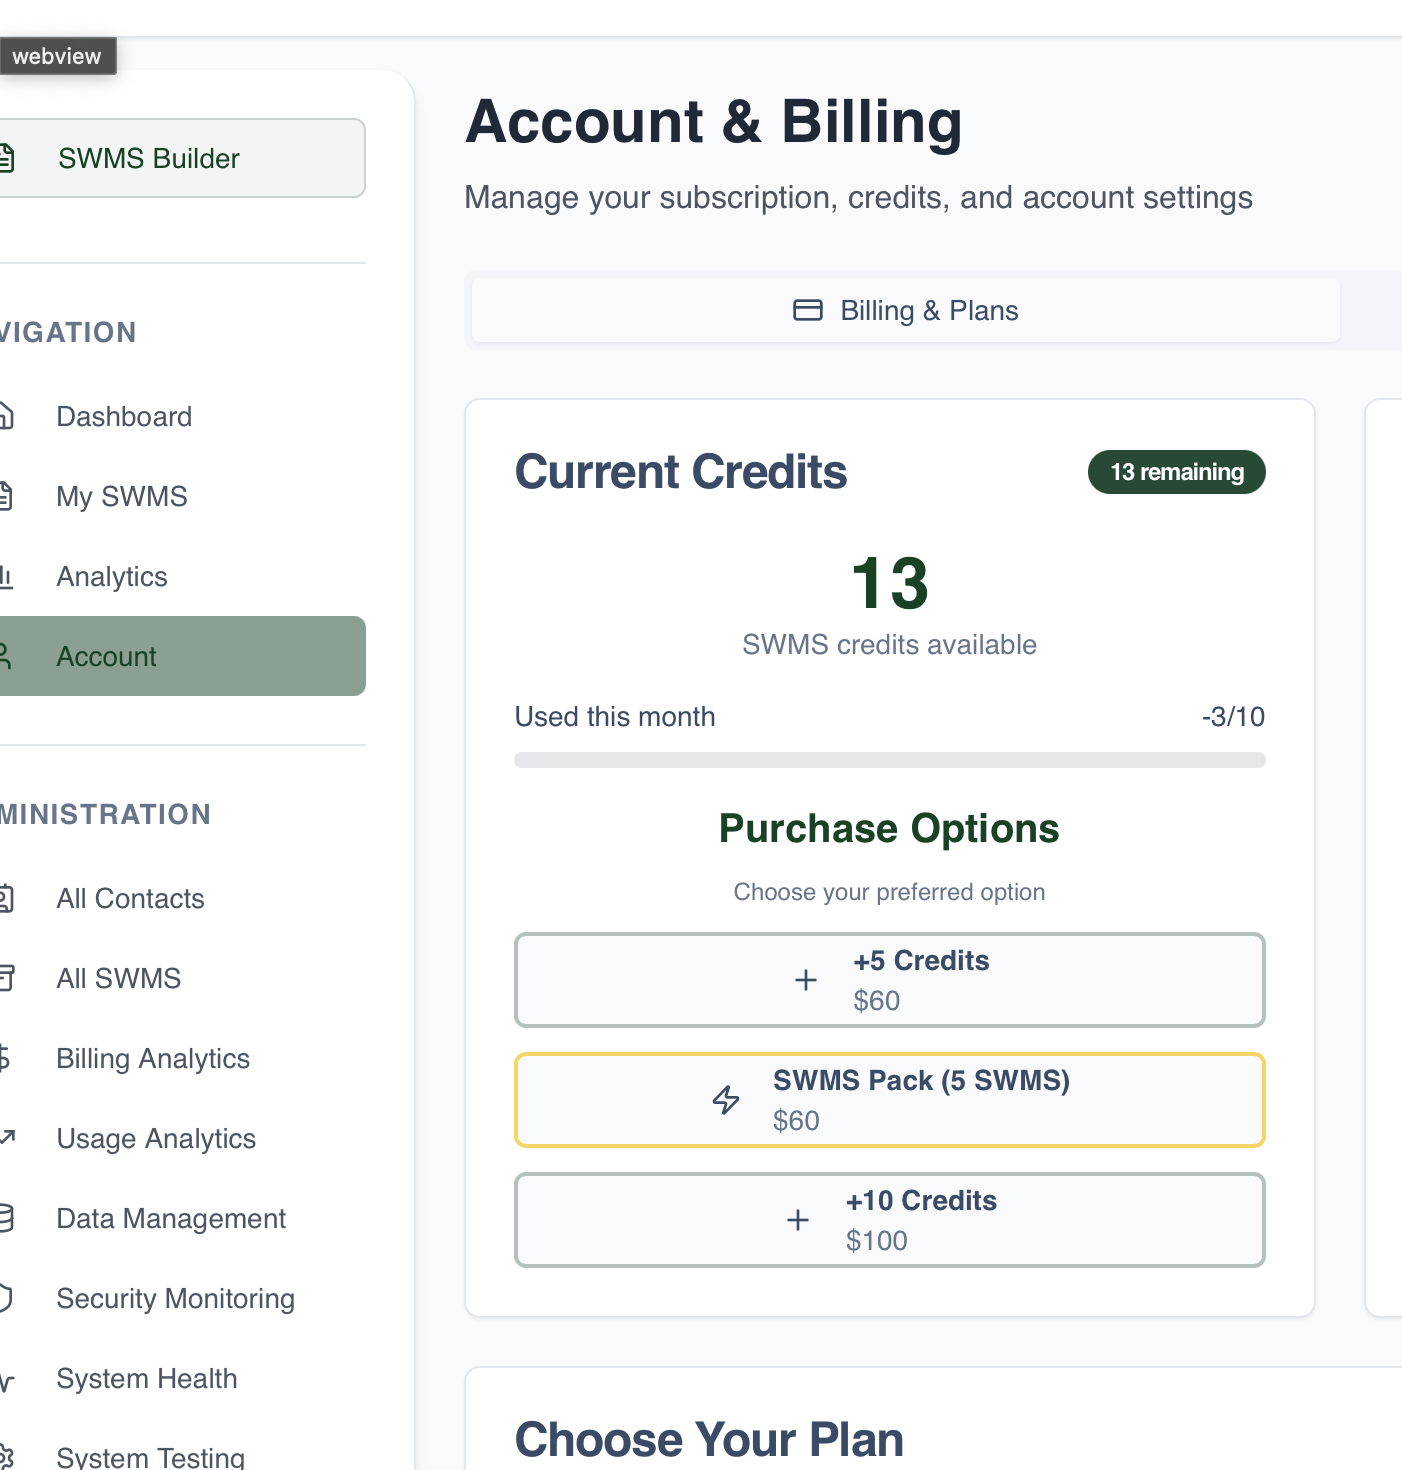 webview
SWMS Builder
VIGATION
Dashboard
My SWMS
Analytics
Account
MINISTRATION
All Contacts
All SWMS
Billing Analytics
Usage Analytics
Data Management
Security Monitoring
System Health
System Testing
Account & Billing
Manage your subscription, credits, and account settings
Billing & Plans
Current Credits
13 remaining
13
SWMS credits available
Used this month
-3/10
Purchase Options
Choose your preferred option
+5 Credits
$60
SWMS Pack (5 SWMS)
$60
+10 Credits
$100
Choose Your Plan